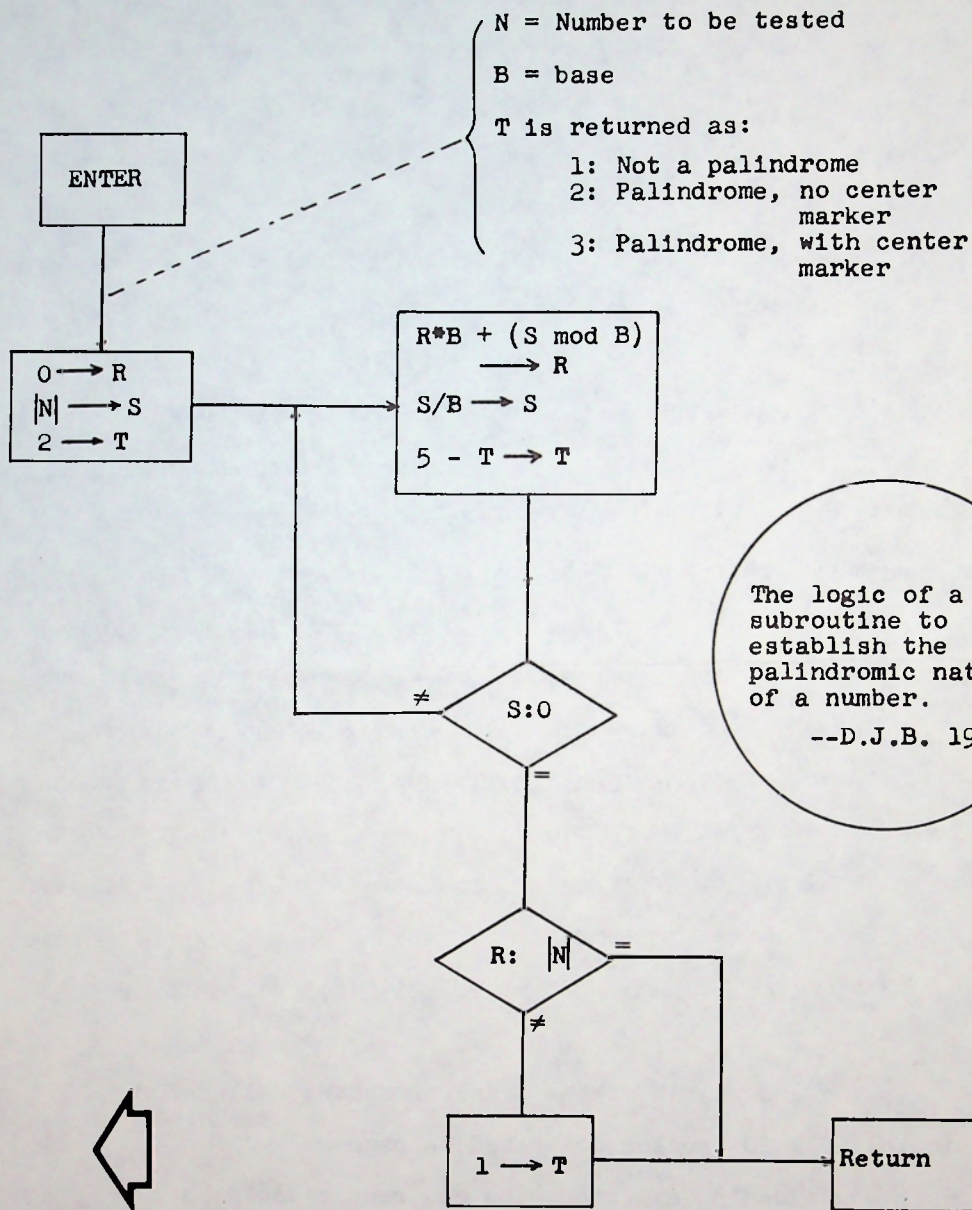 N = Number to be tested
B = base
T is returned as:
1: Not a palindrome
2: Palindrome, no center
marker
3: Palindrome, with center
marker
ENTER
0 → R
|N| → S
2 → T
R*B + (S mod B)
→ R
S/B → S
5 - T → T
The logic of a
subroutine to
establish the
palindromic
of a number.
--D.J.B.
≠
S:0
=
R: |N|
=
≠
1 → T
Return